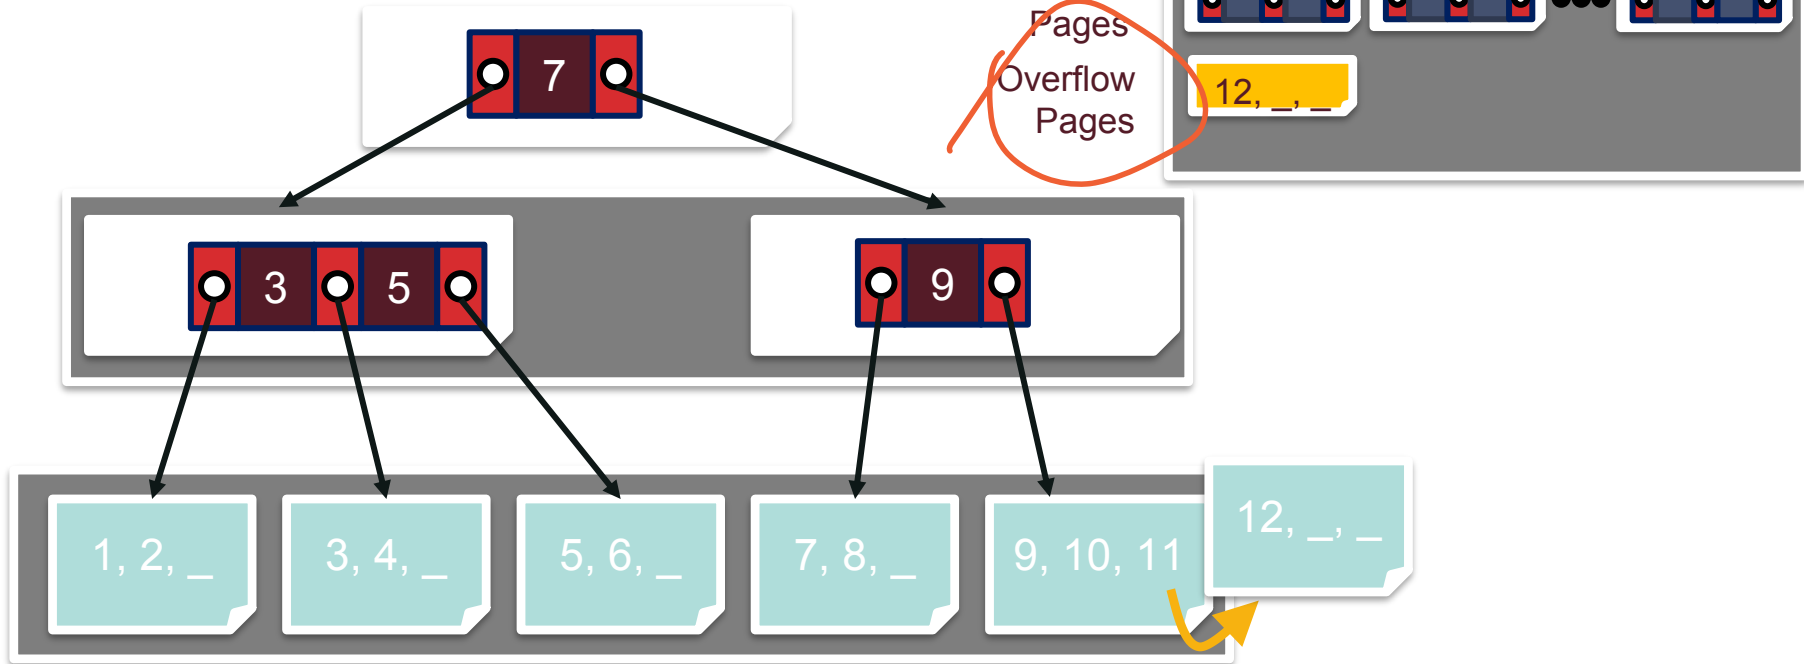 Pages
Overflow
Pages
12, _, _
7
3 5
9
1, 2, _
3, 4, _
5, 6, _
7, 8, _
9, 10, 11
12, _, _